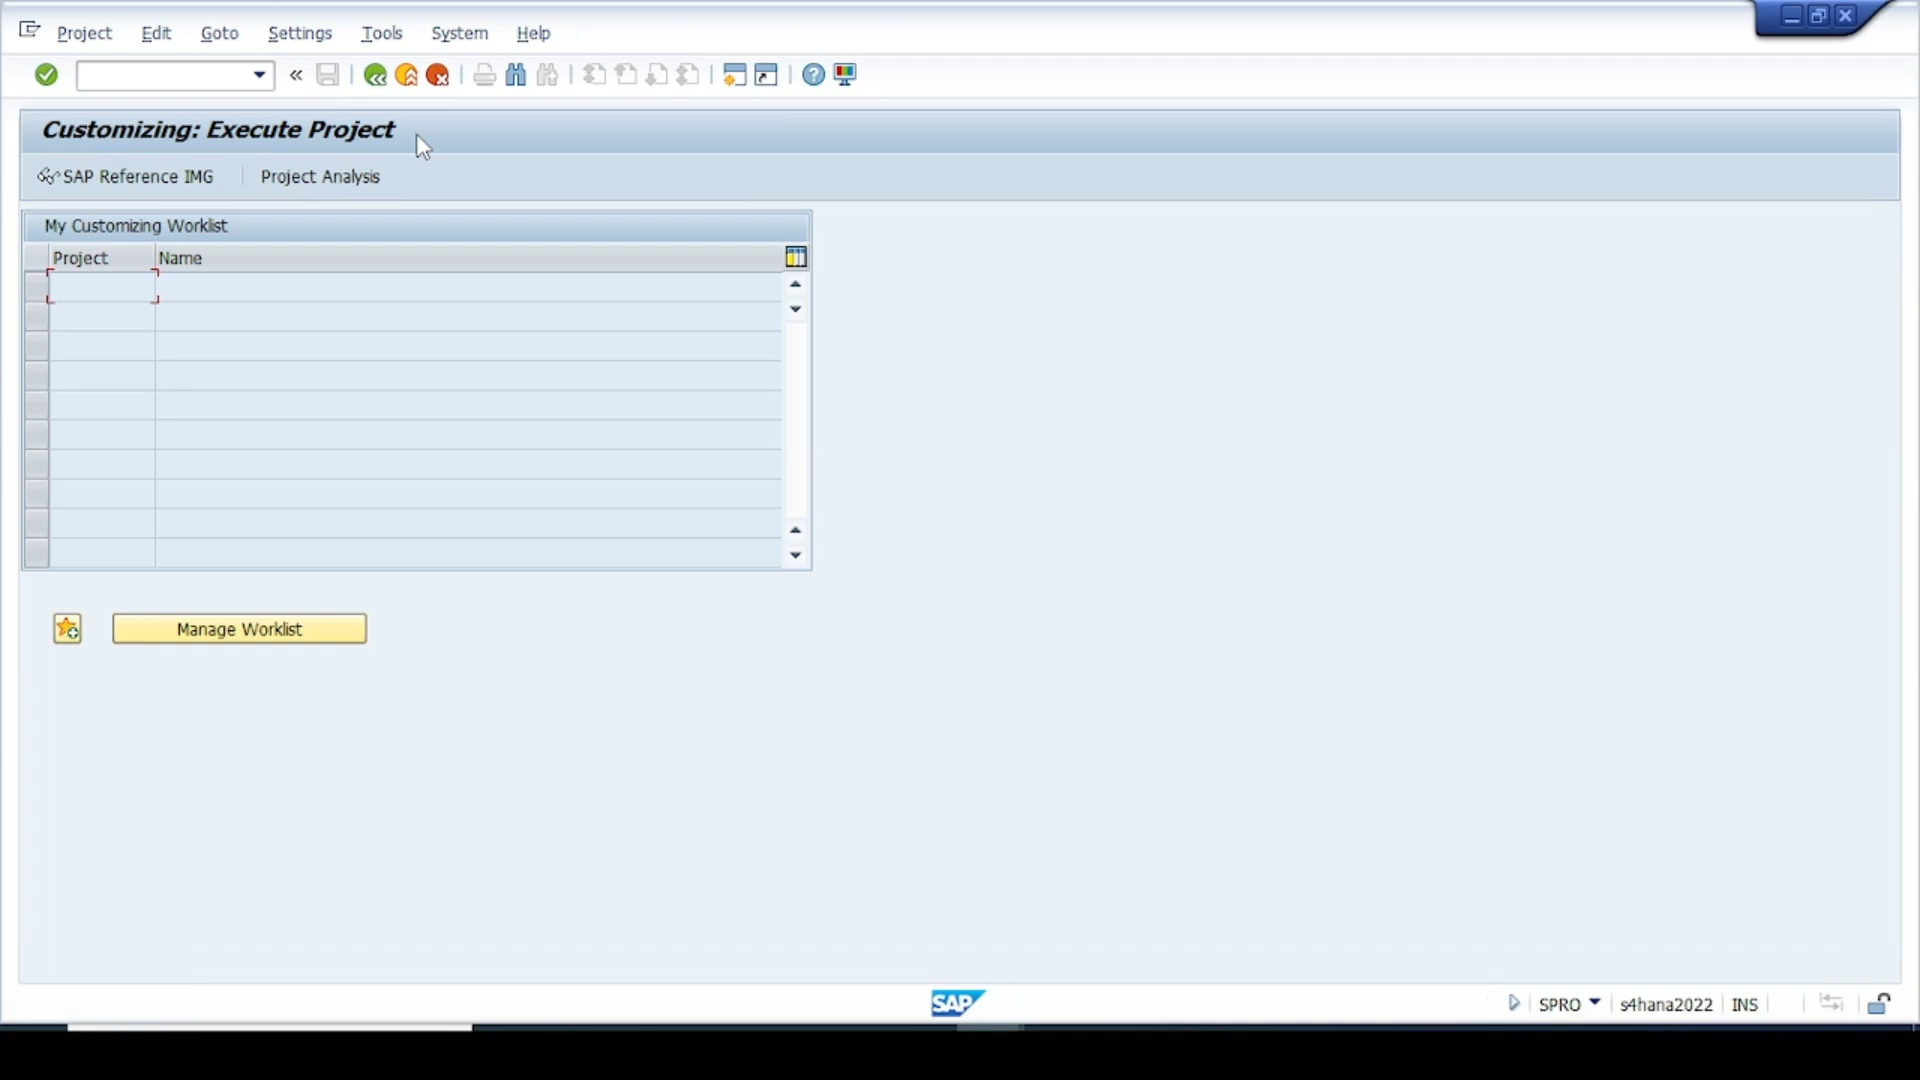 Project Edit Goto Settings Tools System Help
Customizing: Execute Project
SAP Reference IMG Project Analysis
My Customizing Worklist
Project Name
Manage Worklist
SAP SPRO s4hana2022 INS